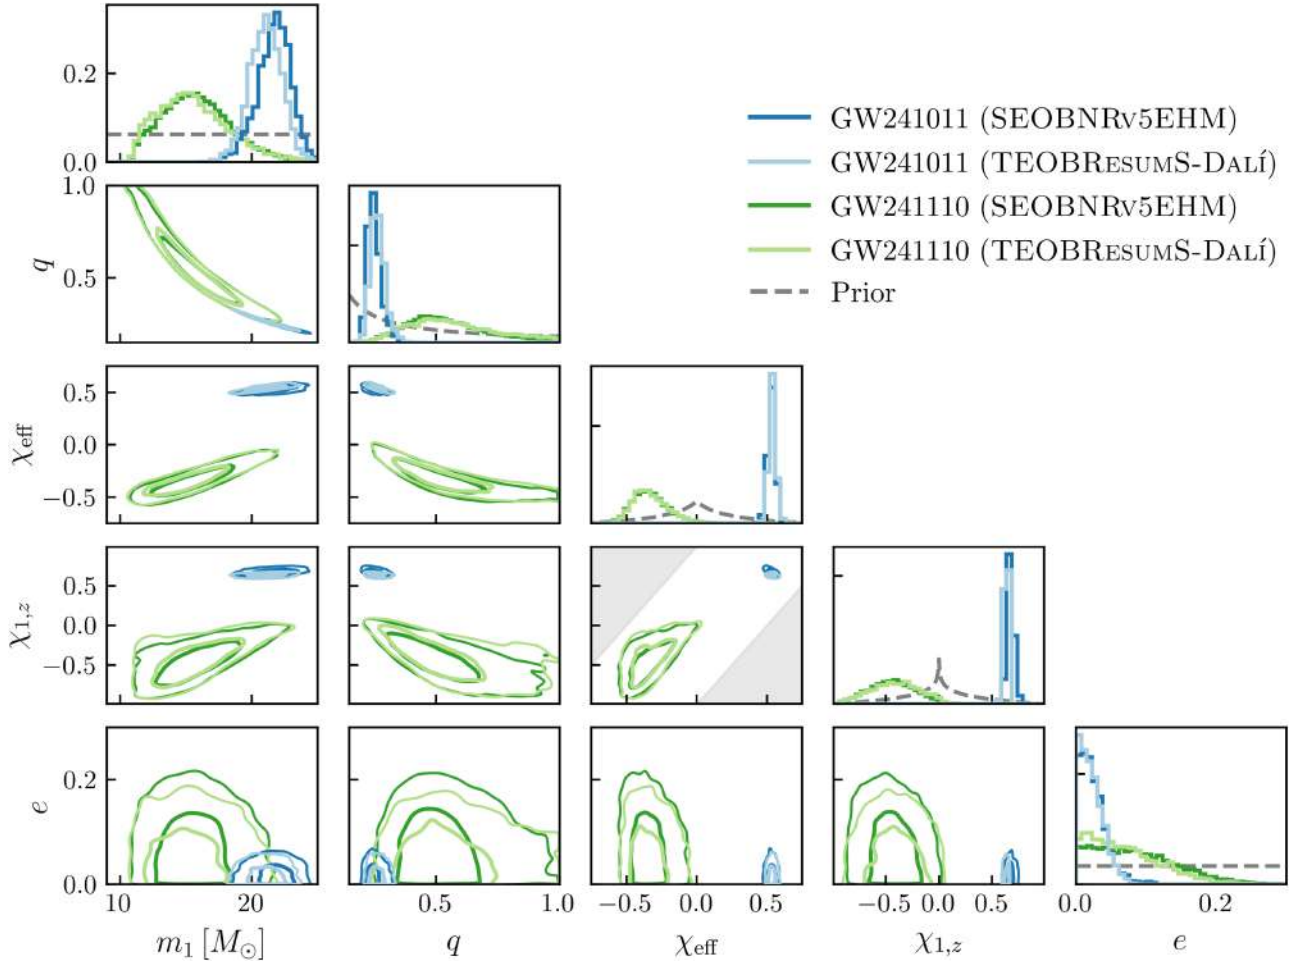 0.2
0.0
GW241011 (SEOBNRv5EHM)
GW241011 (TEOBResumS-Dalí)
GW241110 (SEOBNRv5EHM)
GW241110 (TEOBResumS-Dalí)
Prior
1.0
0.5
q
0.5
0.0
−0.5
χeff
0.5
0.0
−0.5
χ1,z
0.2
0.0
e
10 20
0.5 1.0
−0.5 0.0 0.5
−0.5 0.0 0.5
0.0 0.2
m1 [M⊙]
q
χeff
χ1,z
e